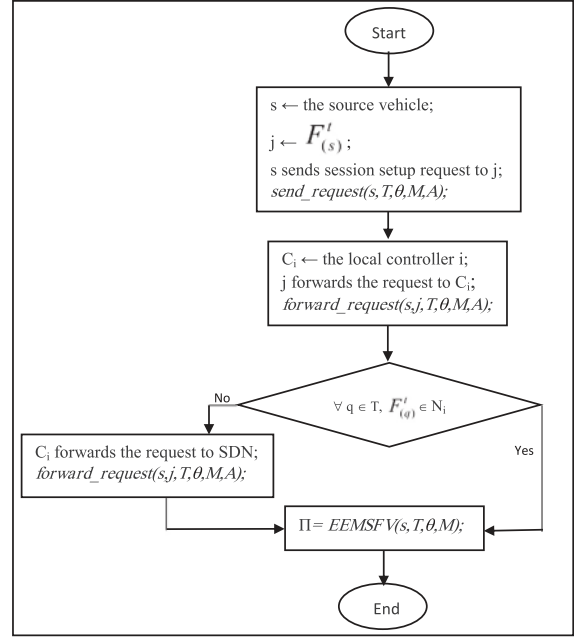 Start
s ← the source vehicle;
j ← F^t_(s) ;
s sends session setup request to j;
send_request(s,T,θ,M,A);
C_i ← the local controller i;
j forwards the request to C_i;
forward_request(s,j,T,θ,M,A);
∀ q ∈ T, F^t_(q) ∈ N_i
No
Yes
C_i forwards the request to SDN;
forward_request(s,j,T,θ,M,A);
Π= EEMSFV(s,T,θ,M);
End